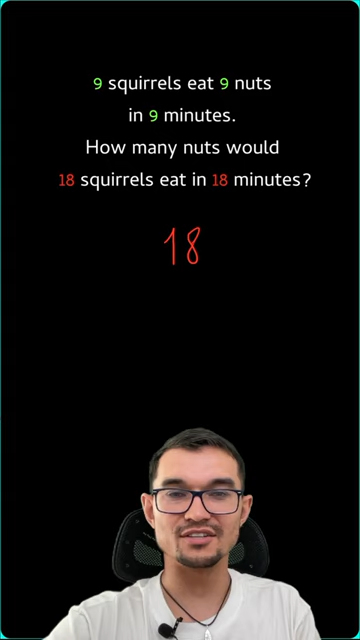 9 squirrels eat 9 nuts
in 9 minutes.
How many nuts would
18 squirrels eat in 18 minutes?
18